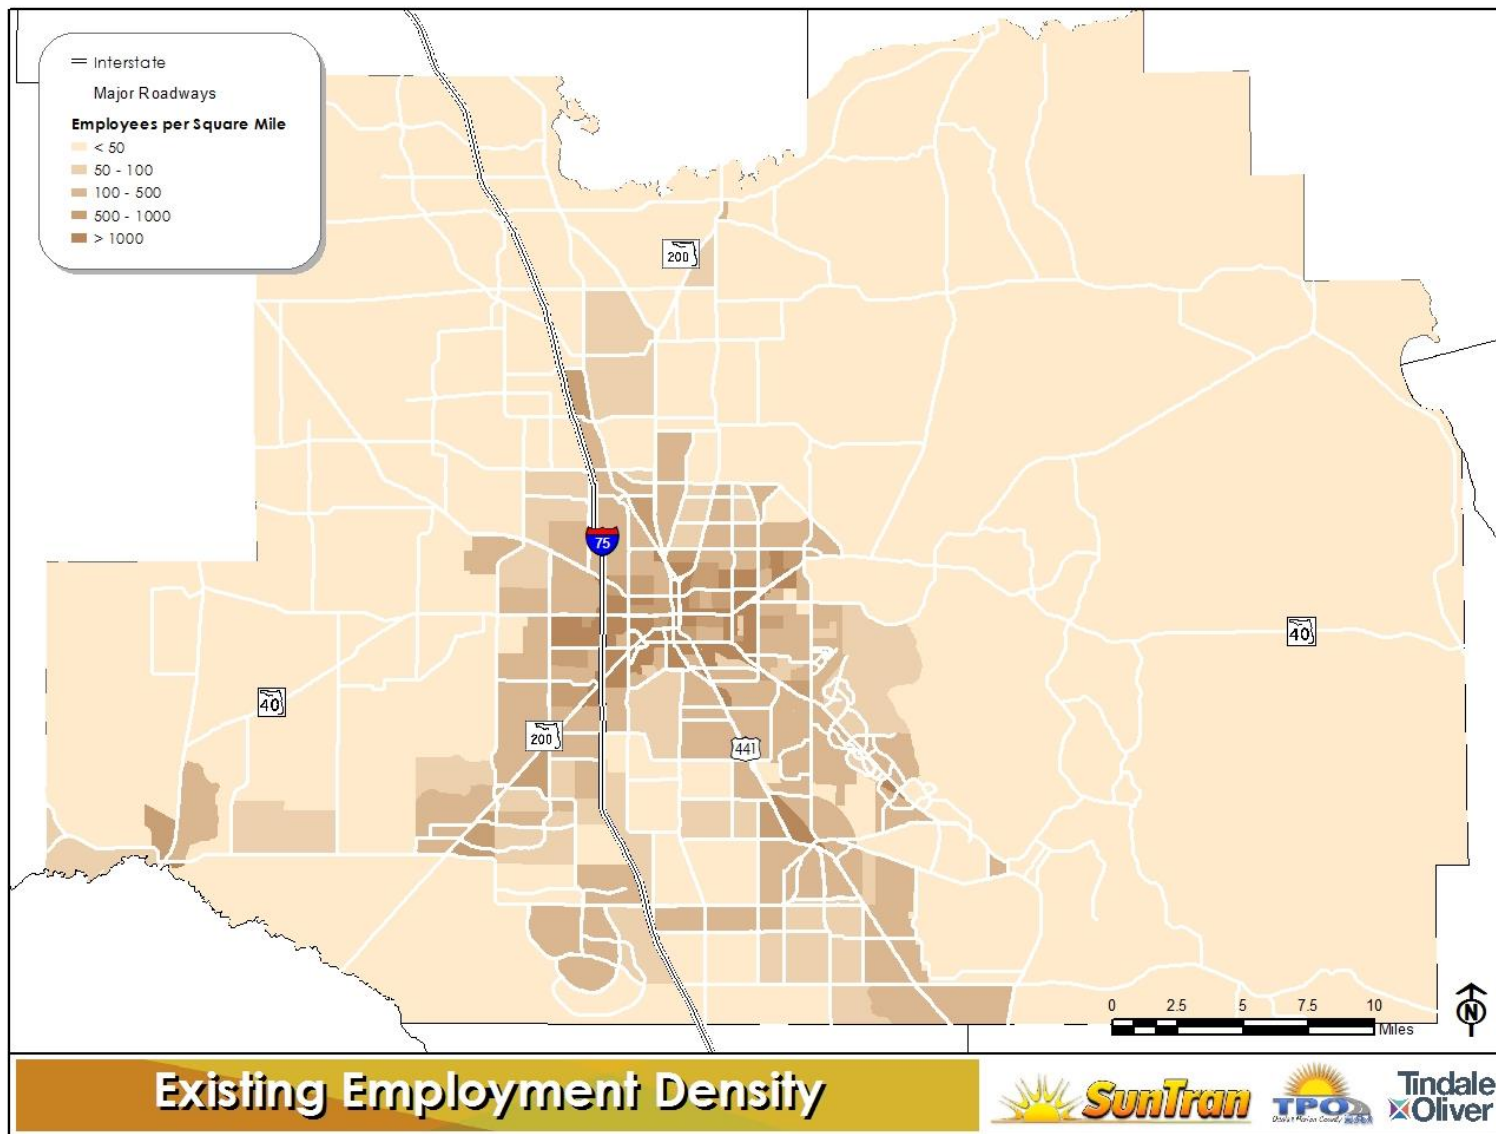 Interstate
Major Roadways
Employees per Square Mile
< 50
50 - 100
100 - 500
500 - 1000
> 1000
200
75
40
40
200
441
0 2.5 5 7.5 10
Miles
N
Existing Employment Density
SunTran
TPO
Tindale
Oliver